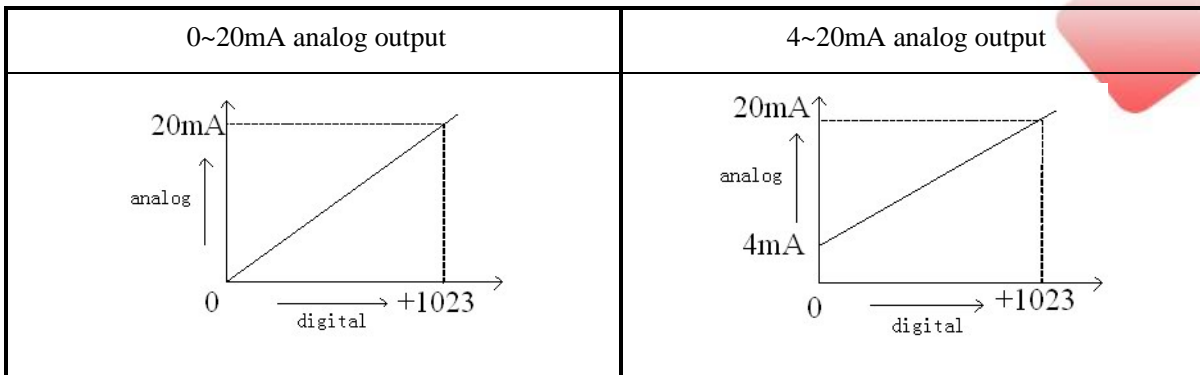 0~20mA analog output
4~20mA analog output
20mA
analog
0
+1023
digital
20mA
analog
4mA
0
+1023
digital